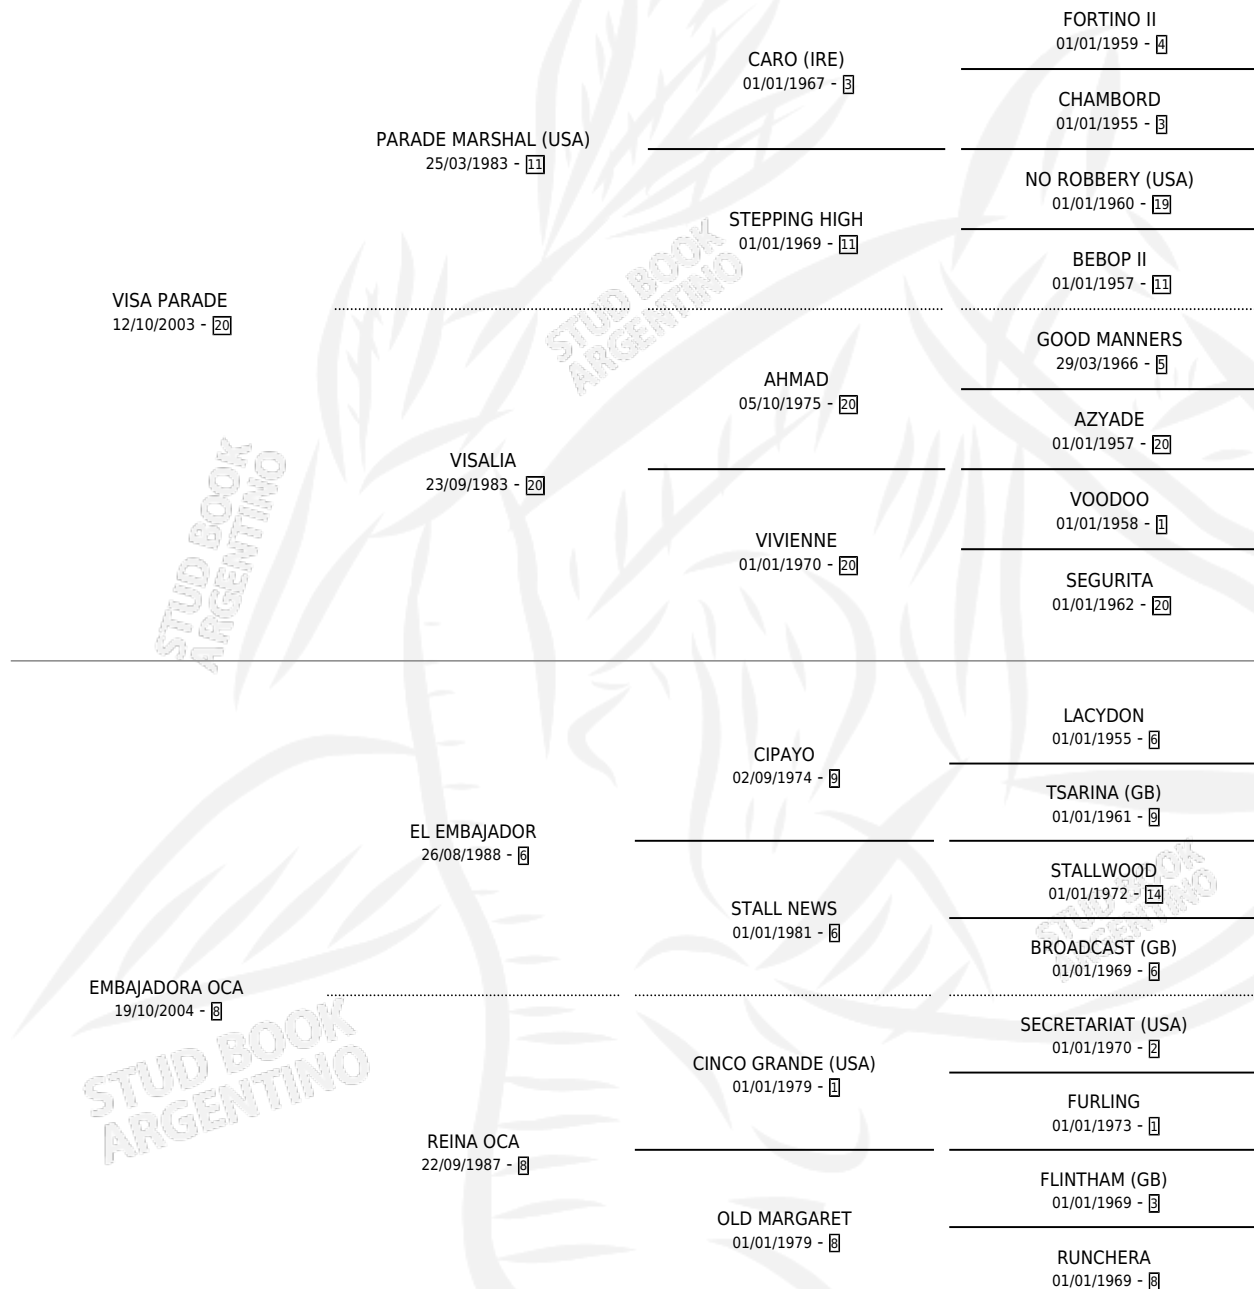 FORTINO II
01/01/1959 - 4
CARO (IRE)
01/01/1967 - 3
CHAMBORD
01/01/1955 - 3
PARADE MARSHAL (USA)
25/03/1983 - 11
NO ROBBERY (USA)
01/01/1960 - 19
STEPPING HIGH
01/01/1969 - 11
BEBOP II
01/01/1957 - 11
VISA PARADE
12/10/2003 - 20
GOOD MANNERS
29/03/1966 - 5
AHMAD
05/10/1975 - 20
AZYADE
01/01/1957 - 20
VISALIA
23/09/1983 - 20
VOODOO
01/01/1958 - 1
VIVIENNE
01/01/1970 - 20
SEGURITA
01/01/1962 - 20
LACYDON
01/01/1955 - 6
CIPAYO
02/09/1974 - 9
TSARINA (GB)
01/01/1961 - 9
EL EMBAJADOR
26/08/1988 - 6
STALLWOOD
01/01/1972 - 14
STALL NEWS
01/01/1981 - 6
BROADCAST (GB)
01/01/1969 - 6
EMBAJADORA OCA
19/10/2004 - 8
SECRETARIAT (USA)
01/01/1970 - 2
CINCO GRANDE (USA)
01/01/1979 - 1
FURLING
01/01/1973 - 1
REINA OCA
22/09/1987 - 8
FLINTHAM (GB)
01/01/1969 - 3
OLD MARGARET
01/01/1979 - 8
RUNCHERA
01/01/1969 - 8
STUD BOOK
ARGENTINO
STUD BOOK
ARGENTINO
STUD BOOK
ARGENTINO
STUD BOOK
ARGENTINO